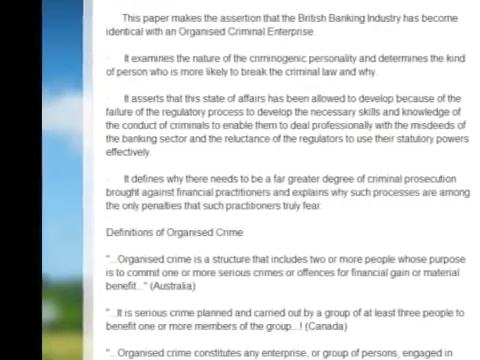 This paper makes the assertion that the British Banking Industry has become
identical with an Organised Criminal Enterprise
· It examines the nature of the criminogenic personality and determines the kind
of person who is more likely to break the criminal law and why.
· It asserts that this state of affairs has been allowed to develop because of the
failure of the regulatory process to develop the necessary skills and knowledge of
the conduct of criminals to enable them to deal professionally with the misdeeds of
the banking sector and the reluctance of the regulators to use their statutory powers
effectively.
· It defines why there needs to be a far greater degree of criminal prosecution
brought against financial practitioners and explains why such processes are among
the only penalties that such practitioners truly fear.
Definitions of Organised Crime
"...Organised crime is a structure that includes two or more people whose purpose
is to commit one or more serious crimes or offences for financial gain or material
benefit..." (Australia)
"...It is serious crime planned and carried out by a group of at least three people to
benefit one or more members of the group...! (Canada)
"...Organised crime constitutes any enterprise, or group of persons, engaged in